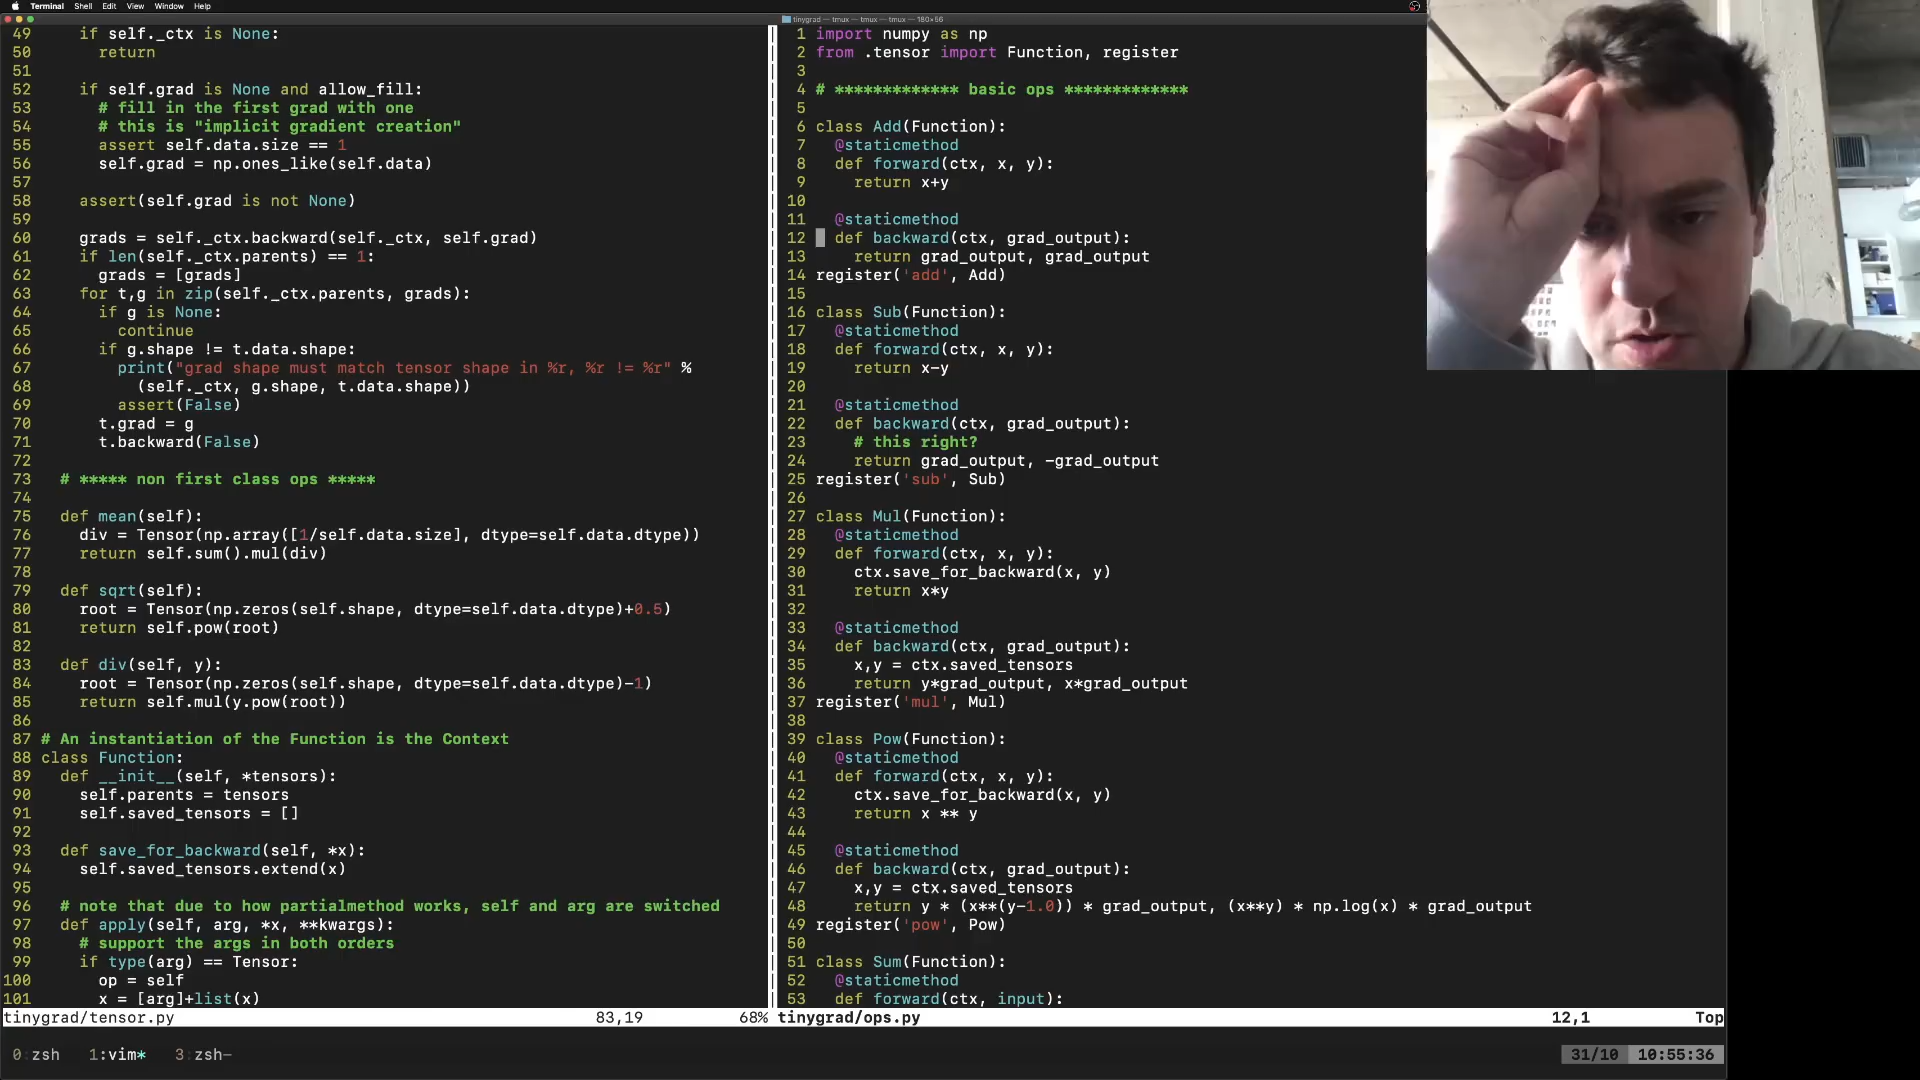 Terminal Shell Edit View Window Help
tinygrad — tmux — tmux — tmux — 180×56
49 if self._ctx is None:
50 return
51
52 if self.grad is None and allow_fill:
53 # fill in the first grad with one
54 # this is "implicit gradient creation"
55 assert self.data.size == 1
56 self.grad = np.ones_like(self.data)
57
58 assert(self.grad is not None)
59
60 grads = self._ctx.backward(self._ctx, self.grad)
61 if len(self._ctx.parents) == 1:
62 grads = [grads]
63 for t,g in zip(self._ctx.parents, grads):
64 if g is None:
65 continue
66 if g.shape != t.data.shape:
67 print("grad shape must match tensor shape in %r, %r != %r" %
68 (self._ctx, g.shape, t.data.shape))
69 assert(False)
70 t.grad = g
71 t.backward(False)
72
73 # ***** non first class ops *****
74
75 def mean(self):
76 div = Tensor(np.array([1/self.data.size], dtype=self.data.dtype))
77 return self.sum().mul(div)
78
79 def sqrt(self):
80 root = Tensor(np.zeros(self.shape, dtype=self.data.dtype)+0.5)
81 return self.pow(root)
82
83 def div(self, y):
84 root = Tensor(np.zeros(self.shape, dtype=self.data.dtype)-1)
85 return self.mul(y.pow(root))
86
87 # An instantiation of the Function is the Context
88 class Function:
89 def __init__(self, *tensors):
90 self.parents = tensors
91 self.saved_tensors = []
92
93 def save_for_backward(self, *x):
94 self.saved_tensors.extend(x)
95
96 # note that due to how partialmethod works, self and arg are switched
97 def apply(self, arg, *x, **kwargs):
98 # support the args in both orders
99 if type(arg) == Tensor:
100 op = self
101 x = [arg]+list(x)
tinygrad/tensor.py 83,19 68%
1 import numpy as np
2 from .tensor import Function, register
3
4 # ************* basic ops *************
5
6 class Add(Function):
7 @staticmethod
8 def forward(ctx, x, y):
9 return x+y
10
11 @staticmethod
12 def backward(ctx, grad_output):
13 return grad_output, grad_output
14 register('add', Add)
15
16 class Sub(Function):
17 @staticmethod
18 def forward(ctx, x, y):
19 return x-y
20
21 @staticmethod
22 def backward(ctx, grad_output):
23 # this right?
24 return grad_output, -grad_output
25 register('sub', Sub)
26
27 class Mul(Function):
28 @staticmethod
29 def forward(ctx, x, y):
30 ctx.save_for_backward(x, y)
31 return x*y
32
33 @staticmethod
34 def backward(ctx, grad_output):
35 x,y = ctx.saved_tensors
36 return y*grad_output, x*grad_output
37 register('mul', Mul)
38
39 class Pow(Function):
40 @staticmethod
41 def forward(ctx, x, y):
42 ctx.save_for_backward(x, y)
43 return x ** y
44
45 @staticmethod
46 def backward(ctx, grad_output):
47 x,y = ctx.saved_tensors
48 return y * (x**(y-1.0)) * grad_output, (x**y) * np.log(x) * grad_output
49 register('pow', Pow)
50
51 class Sum(Function):
52 @staticmethod
53 def forward(ctx, input):
tinygrad/ops.py 12,1 Top
0:zsh 1:vim* 3:zsh- 31/10 10:55:36